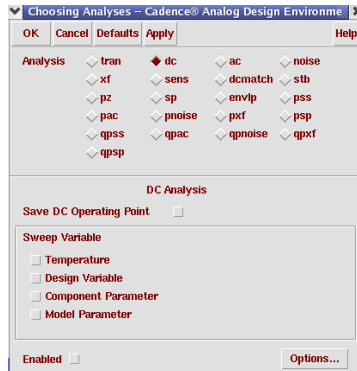 Choosing Analyses -- Cadence® Analog Design Environme
OK Cancel Defaults Apply Help
Analysis tran dc ac noise
xf sens dcmatch stb
pz sp envlp pss
pac pnoise pxf psp
qpss qpac qpnoise qpxf
qpsp
DC Analysis
Save DC Operating Point
Sweep Variable
Temperature
Design Variable
Component Parameter
Model Parameter
Enabled Options...